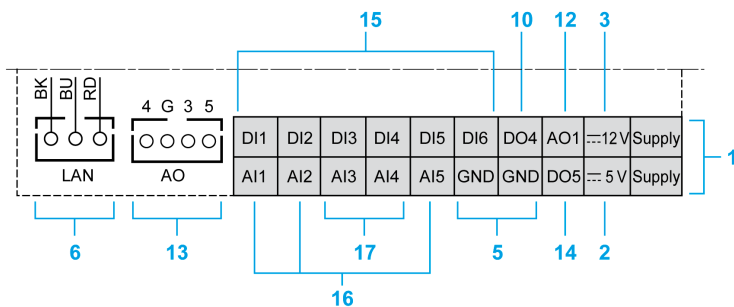 15 10 12 3
BK BU RD
4 G 3 5
DI1 DI2 DI3 DI4 DI5 DI6 DO4 AO1 12 V Supply
1
LAN AO AI1 AI2 AI3 AI4 AI5 GND GND DO5 5 V Supply
6 13 17 5 14 2
16